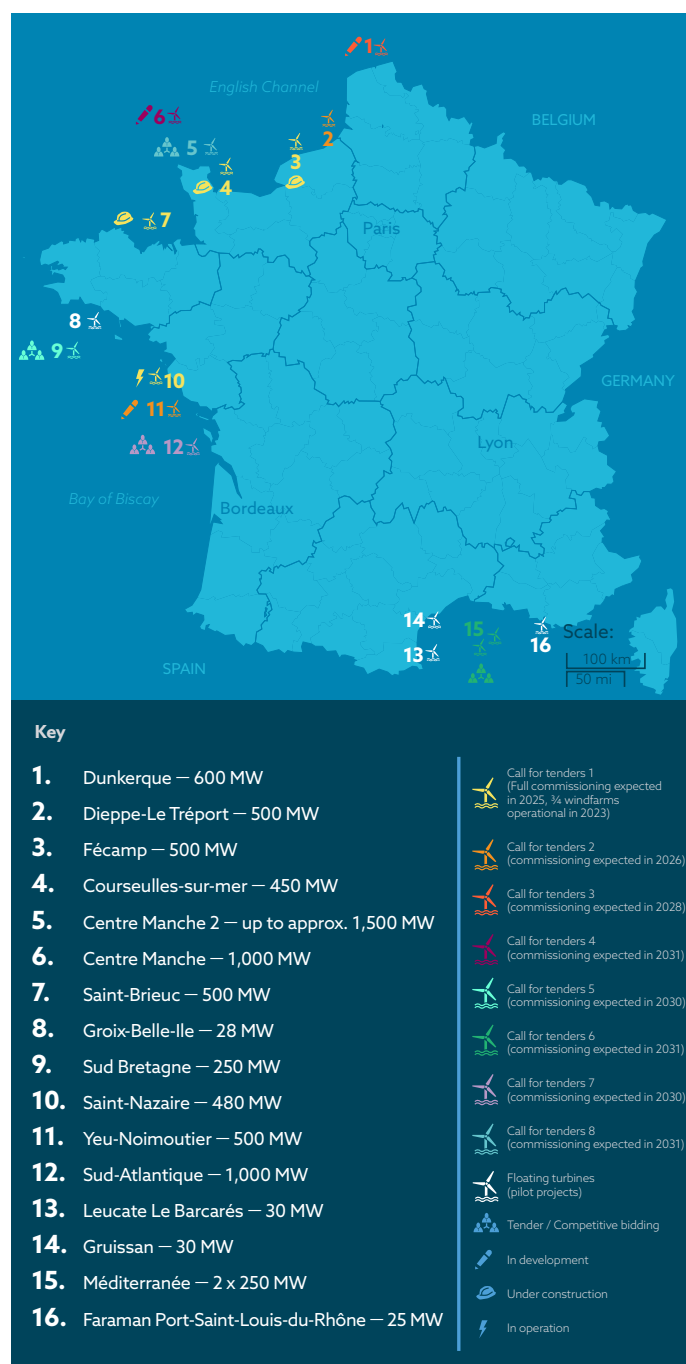 1
English Channel
6
BELGIUM
5
2
3
4
7
Paris
8
9
GERMANY
10
11
12
Lyon
Bay of Biscay
Bordeaux
14
15
Scale:
16
13
100 km
SPAIN
50 mi
Key
1. Dunkerque — 600 MW
2. Dieppe-Le Tréport — 500 MW
3. Fécamp — 500 MW
4. Courseulles-sur-mer — 450 MW
5. Centre Manche 2 — up to approx. 1,500 MW
6. Centre Manche — 1,000 MW
7. Saint-Brieuc — 500 MW
8. Groix-Belle-Ile — 28 MW
9. Sud Bretagne — 250 MW
10. Saint-Nazaire — 480 MW
11. Yeu-Noimoutier — 500 MW
12. Sud-Atlantique — 1,000 MW
13. Leucate Le Barcarés — 30 MW
14. Gruissan — 30 MW
15. Méditerranée — 2 x 250 MW
16. Faraman Port-Saint-Louis-du-Rhône — 25 MW
Call for tenders 1
(Full commissioning expected
in 2025, ¾ windfarms
operational in 2023)
Call for tenders 2
(commissioning expected in 2026)
Call for tenders 3
(commissioning expected in 2028)
Call for tenders 4
(commissioning expected in 2031)
Call for tenders 5
(commissioning expected in 2030)
Call for tenders 6
(commissioning expected in 2031)
Call for tenders 7
(commissioning expected in 2030)
Call for tenders 8
(commissioning expected in 2031)
Floating turbines
(pilot projects)
Tender / Competitive bidding
In development
Under construction
In operation